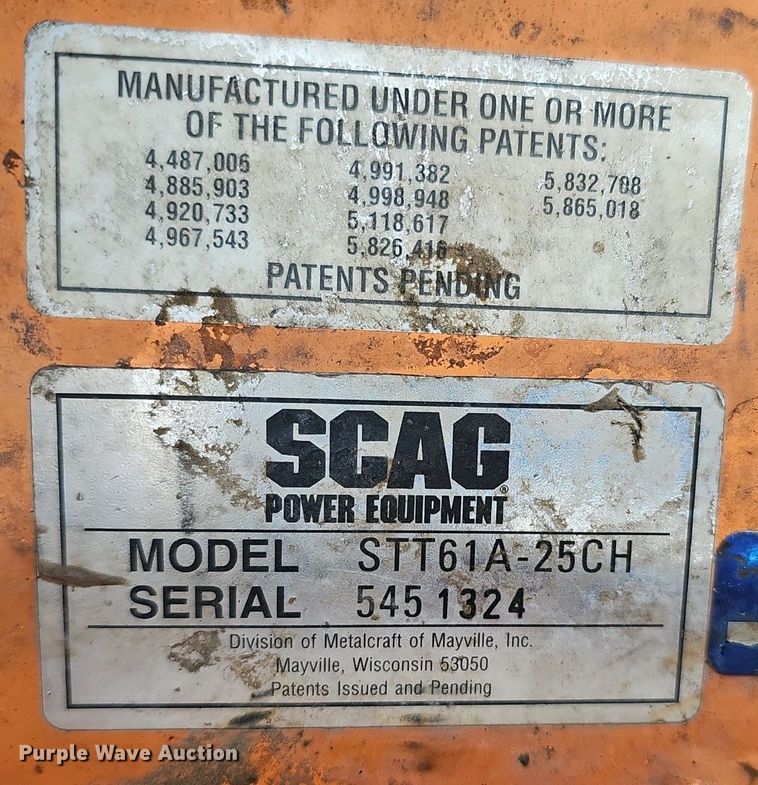 MANUFACTURED UNDER ONE OR MORE
OF THE FOLLOWING PATENTS:
4,487,006 4,991,382 5,832,708
4,885,903 4,998,948 5,865,018
4,920,733 5,118,617
4,967,543 5,826,416
PATENTS PENDING
SCAG
POWER EQUIPMENT®
MODEL STT61A-25CH
SERIAL 5451324
Division of Metalcraft of Mayville, Inc.
Mayville, Wisconsin 53050
Patents Issued and Pending
Purple Wave Auction